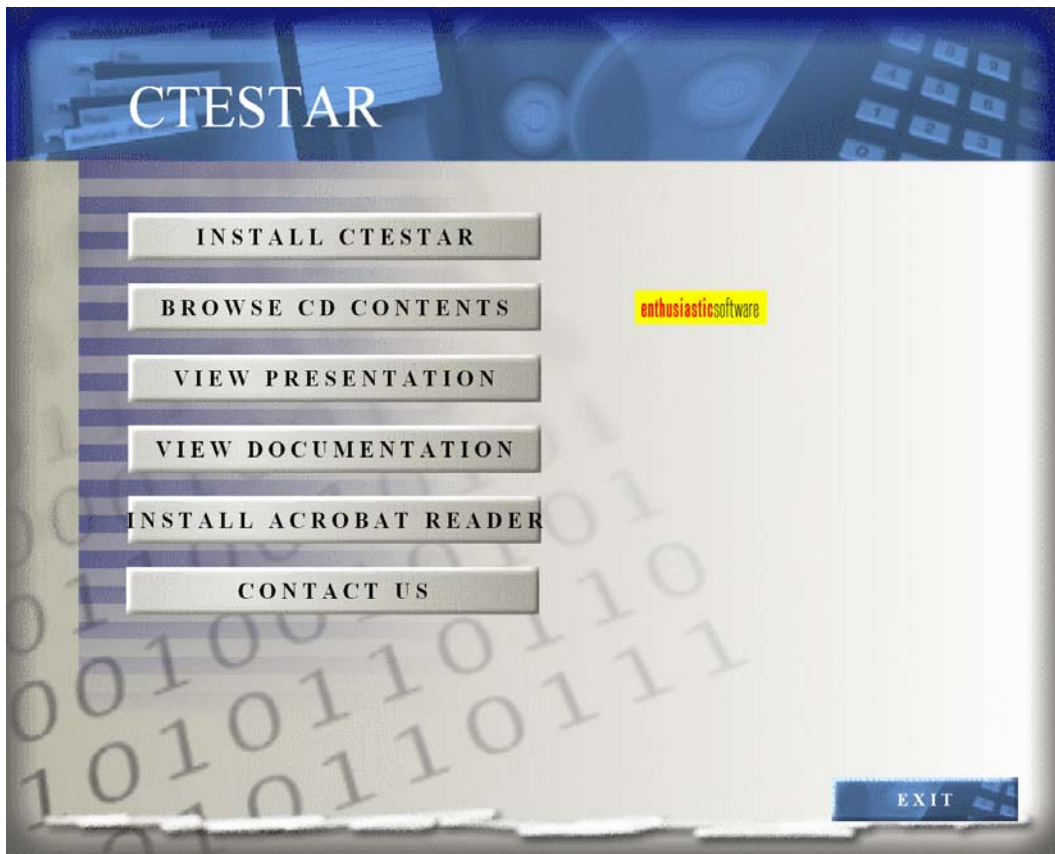 CTESTAR
INSTALL CTESTAR
BROWSE CD CONTENTS
enthusiasticsoftware
VIEW PRESENTATION
VIEW DOCUMENTATION
INSTALL ACROBAT READER
CONTACT US
EXIT